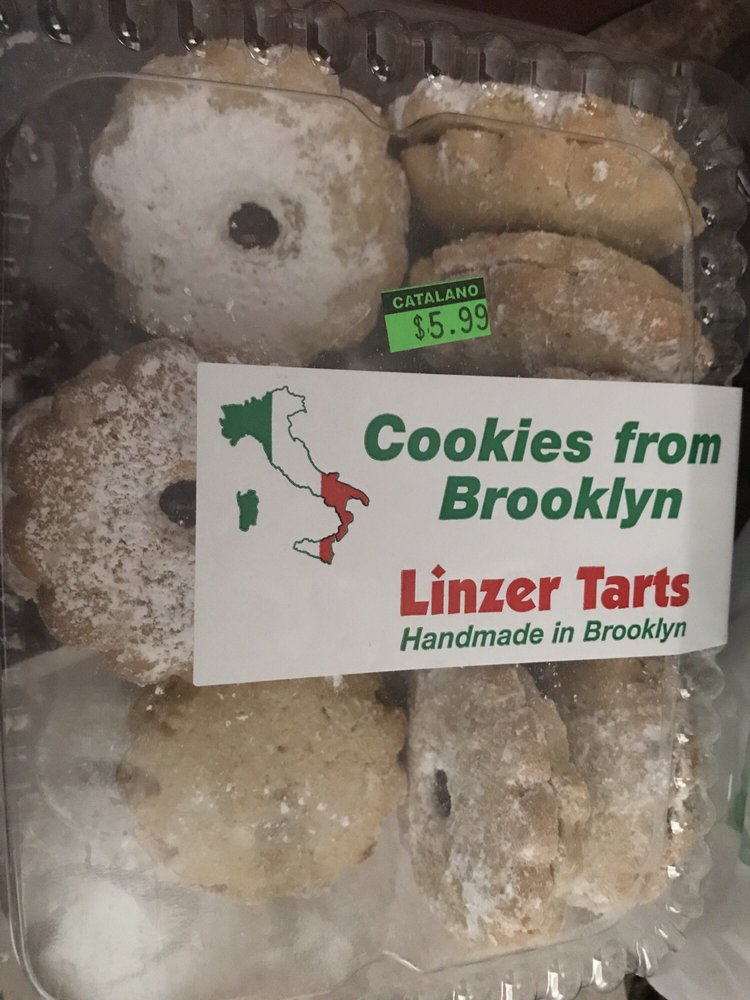 CATALANO
$5.99
Cookies from
Brooklyn
Linzer Tarts
Handmade in Brooklyn